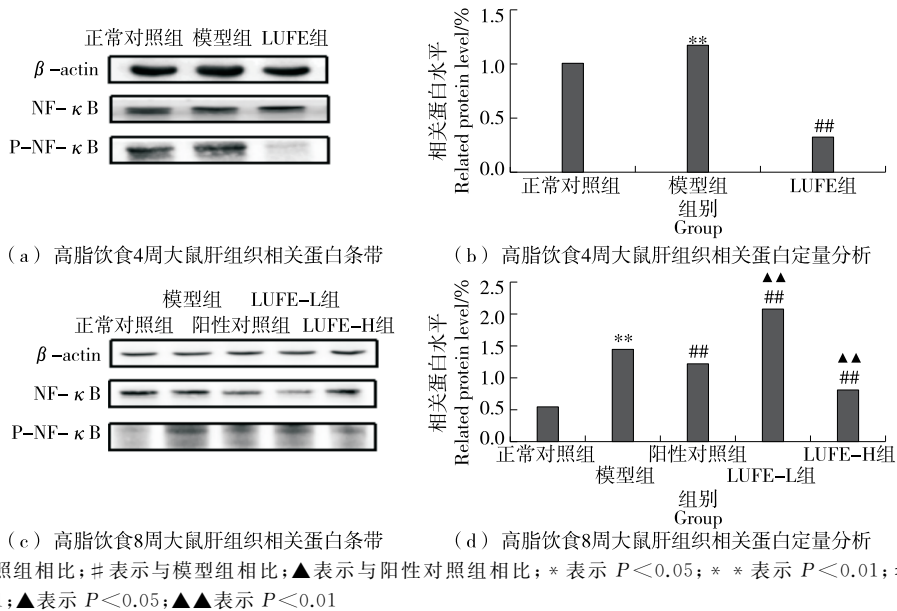 正常对照组 模型组 LUFE组
β-actin
NF-κB
P-NF-κB
(a) 高脂饮食4周大鼠肝组织相关蛋白条带
相关蛋白水平
Related protein level/%
1.5
1.0
0.5
0.0
**
##
正常对照组 模型组 LUFE组
组别
Group
(b) 高脂饮食4周大鼠肝组织相关蛋白定量分析
模型组 LUFE-L组
正常对照组 阳性对照组 LUFE-H组
β-actin
NF-κB
P-NF-κB
(c) 高脂饮食8周大鼠肝组织相关蛋白条带
相关蛋白水平
Related protein level/%
2.5
2.0
1.5
1.0
0.5
0.0
**
##
▲▲
##
▲▲
##
正常对照组 阳性对照组 LUFE-H组
模型组 LUFE-L组
组别
Group
(d) 高脂饮食8周大鼠肝组织相关蛋白定量分析
照组相比;#表示与模型组相比;▲表示与阳性对照组相比;*表示 P<0.05;**表示 P<0.01;
;▲表示 P<0.05;▲▲表示 P<0.01